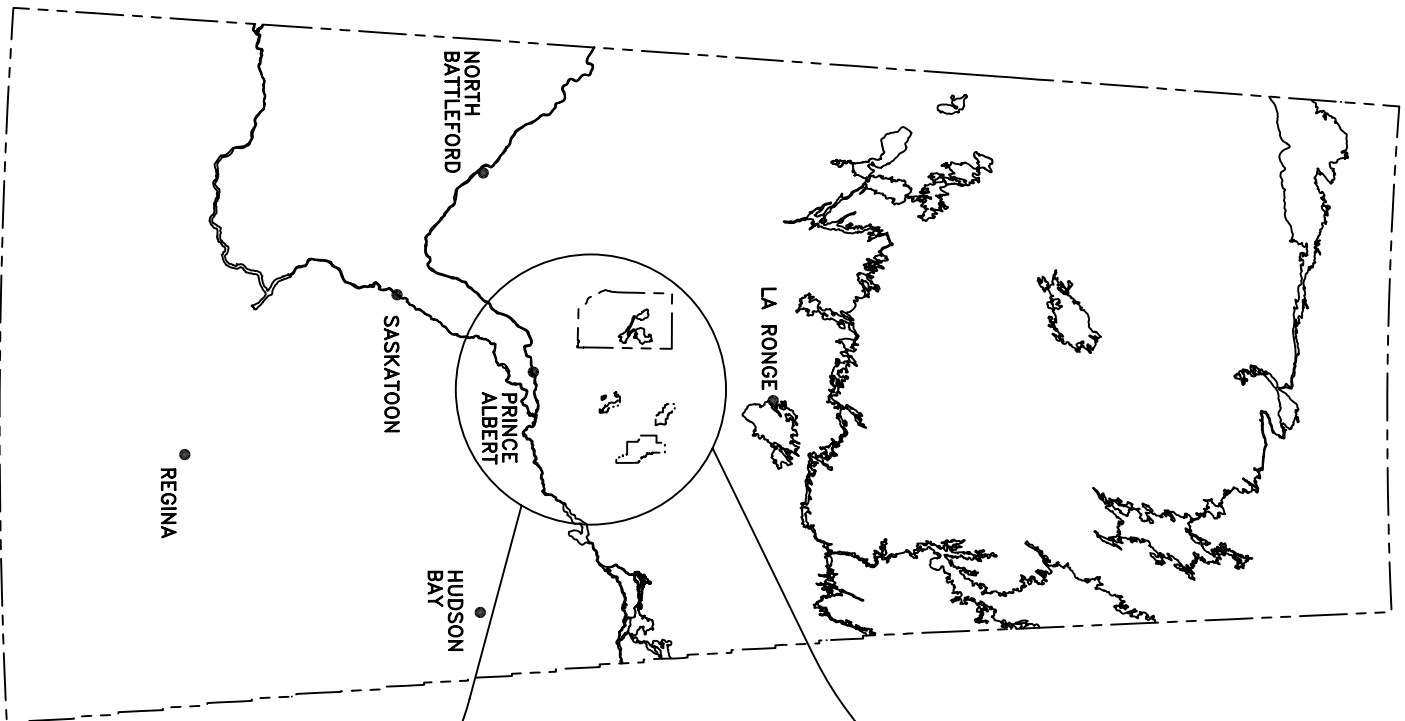 LA RONGE
NORTH
BATTLEFORD
PRINCE
ALBERT
HUDSON
BAY
SASKATOON
REGINA